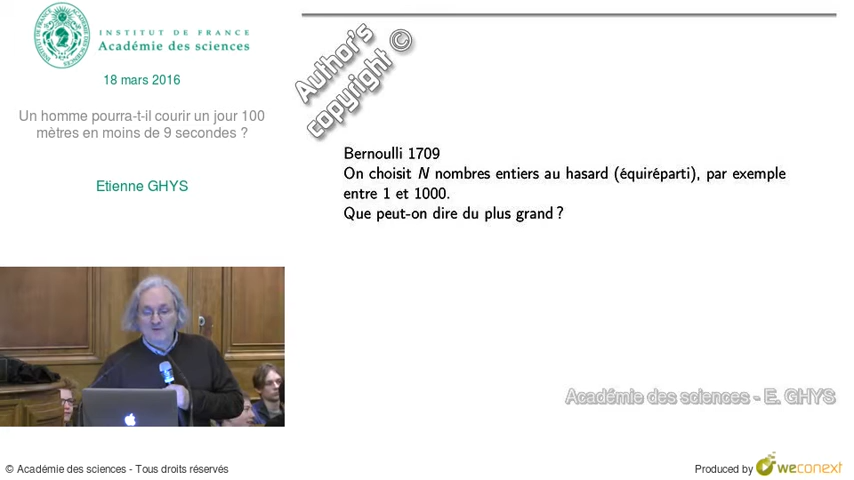 INSTITUT DE FRANCE
Académie des sciences
18 mars 2016
Un homme pourra-t-il courir un jour 100
mètres en moins de 9 secondes ?
Etienne GHYS
Author's
copyright ©
Bernoulli 1709
On choisit N nombres entiers au hasard (équiréparti), par exemple
entre 1 et 1000.
Que peut-on dire du plus grand ?
Académie des sciences - E. GHYS
© Académie des sciences - Tous droits réservés
Produced by weconext